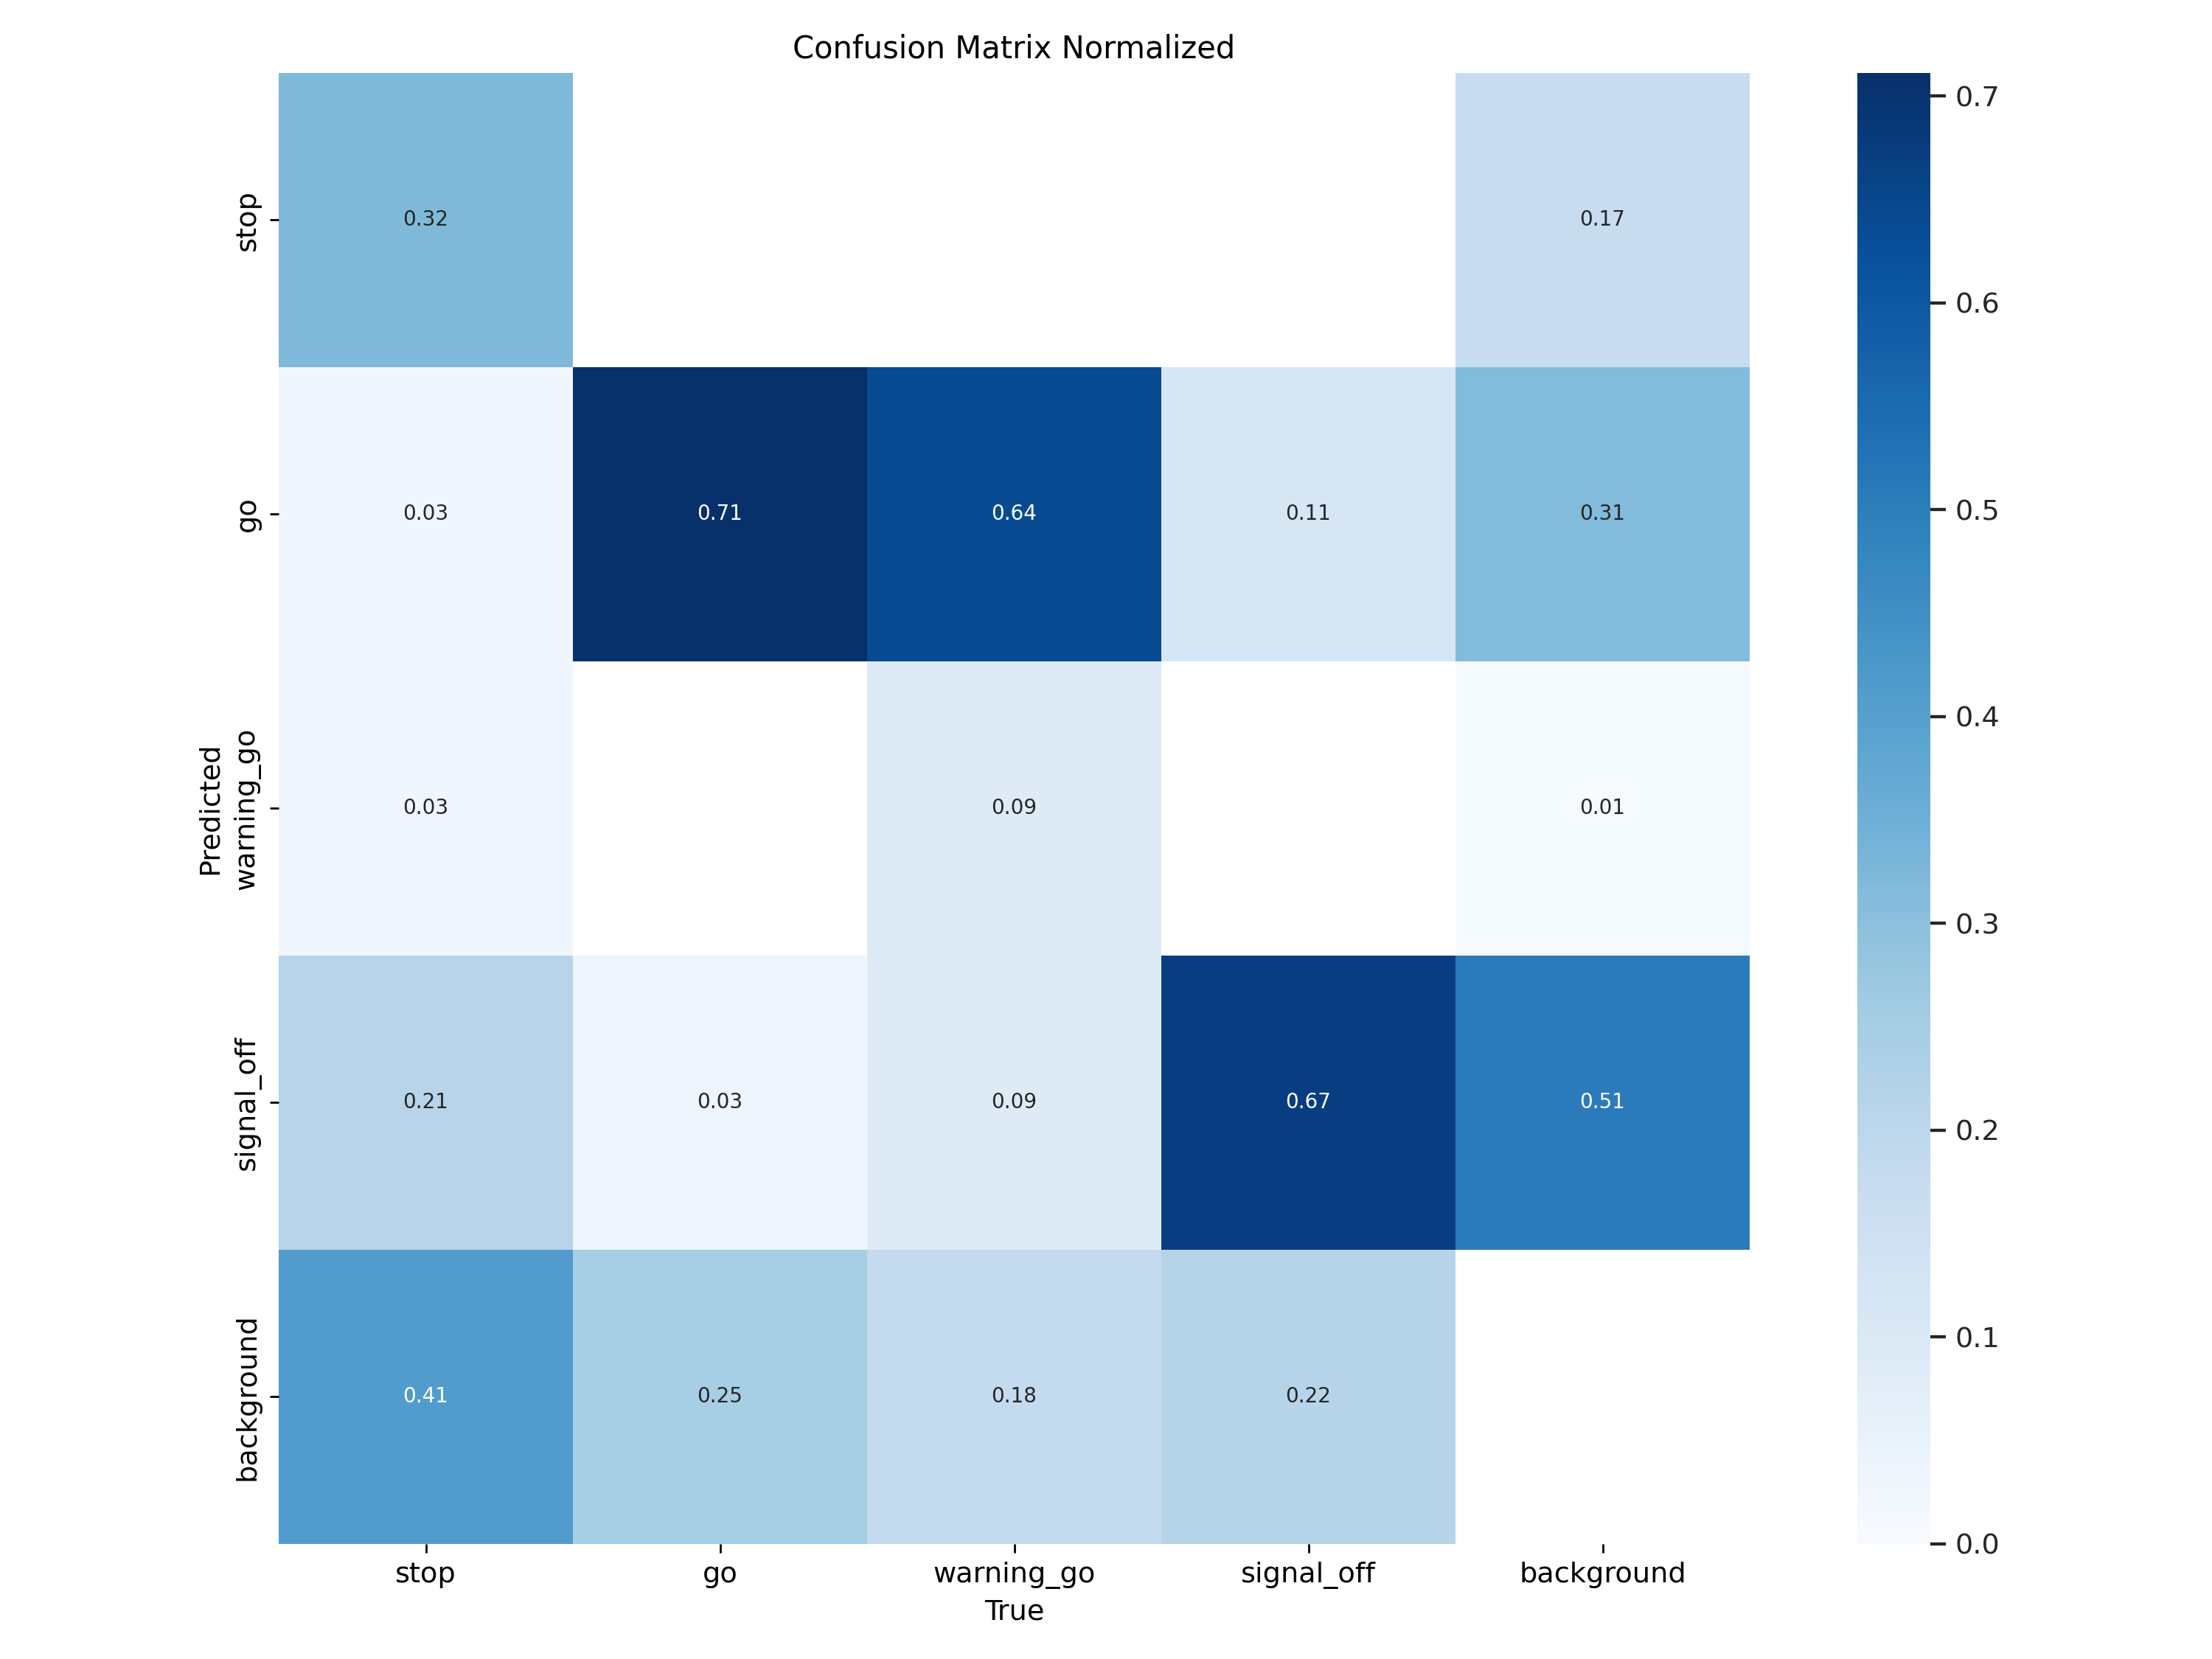 Confusion Matrix Normalized
stop
0.32
0.17
go
0.03
0.71
0.64
0.11
0.31
Predicted
warning_go
0.03
0.09
0.01
signal_off
0.21
0.03
0.09
0.67
0.51
background
0.41
0.25
0.18
0.22
stop
go
warning_go
signal_off
background
True
0.7
0.6
0.5
0.4
0.3
0.2
0.1
0.0